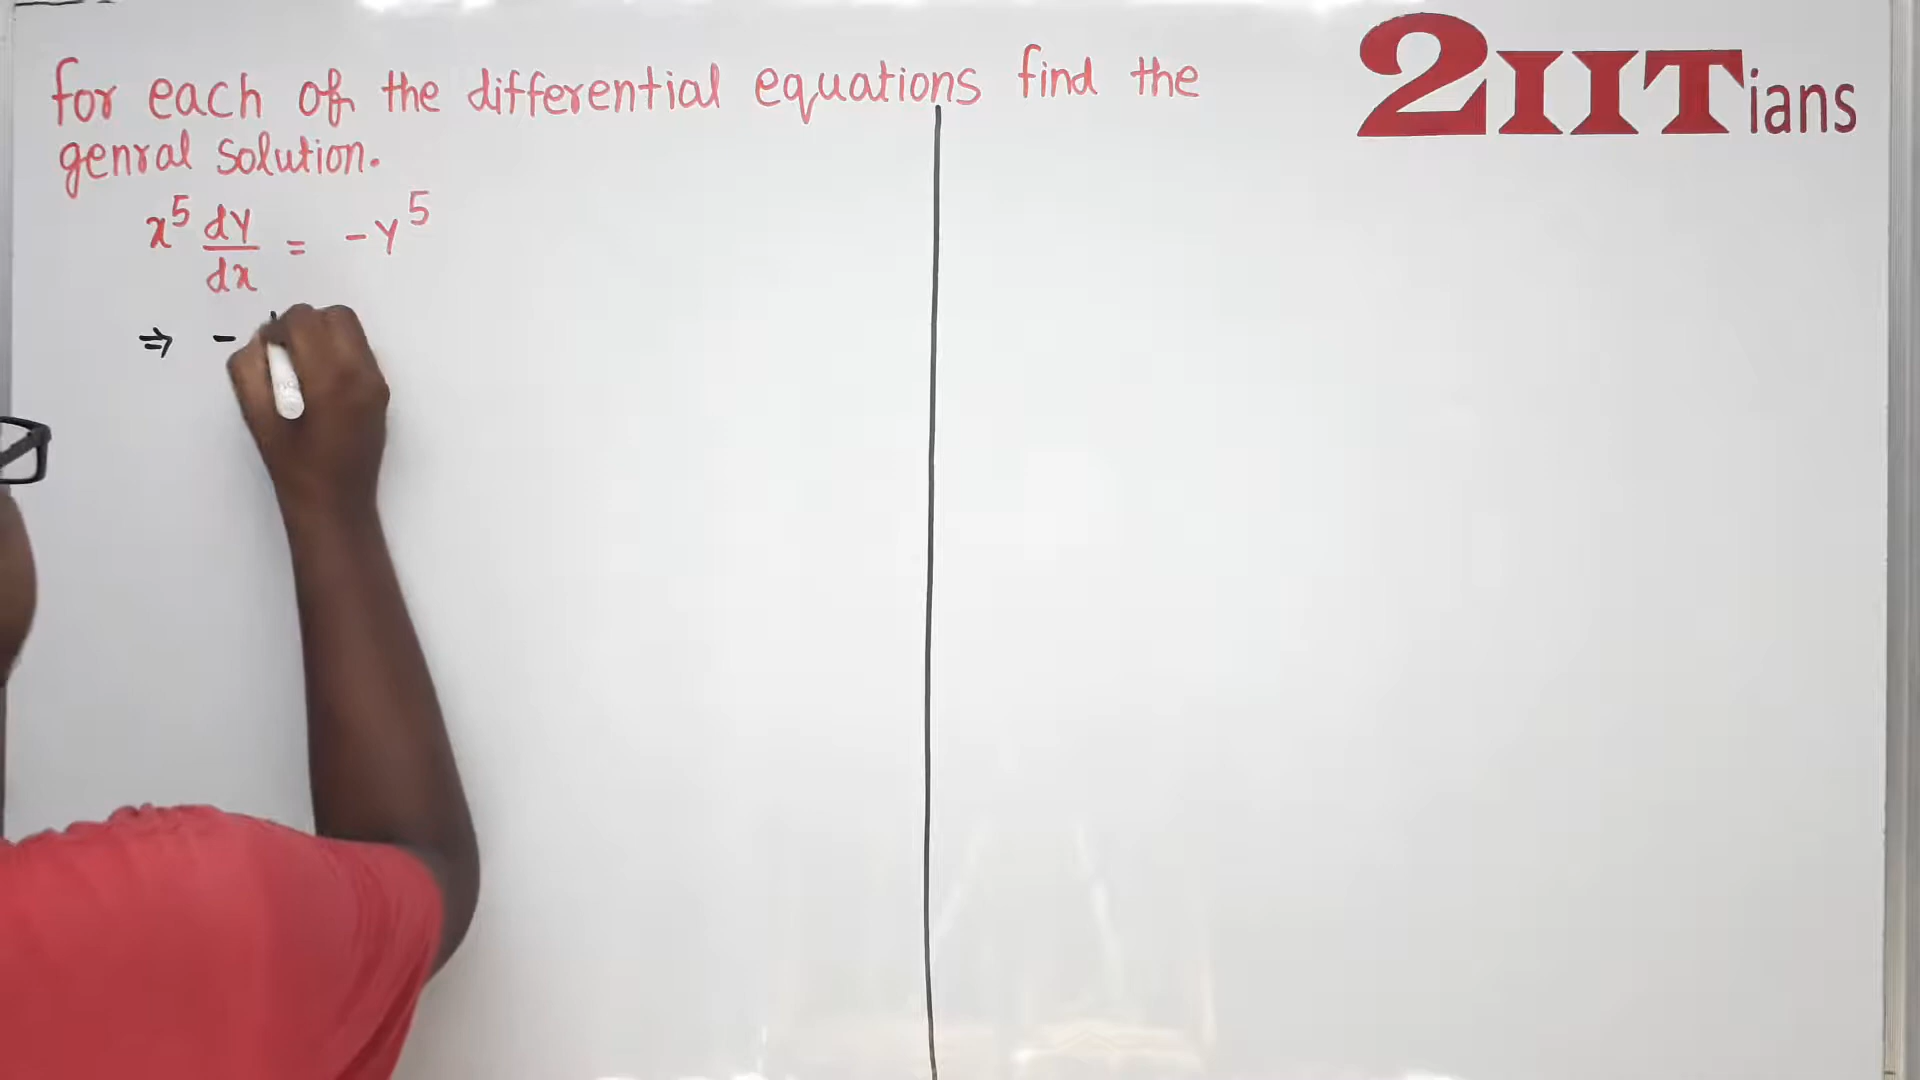 for each of the differential equations find the
genral solution.
x⁵ dy/dx = -y⁵
⇒ -
2IITians